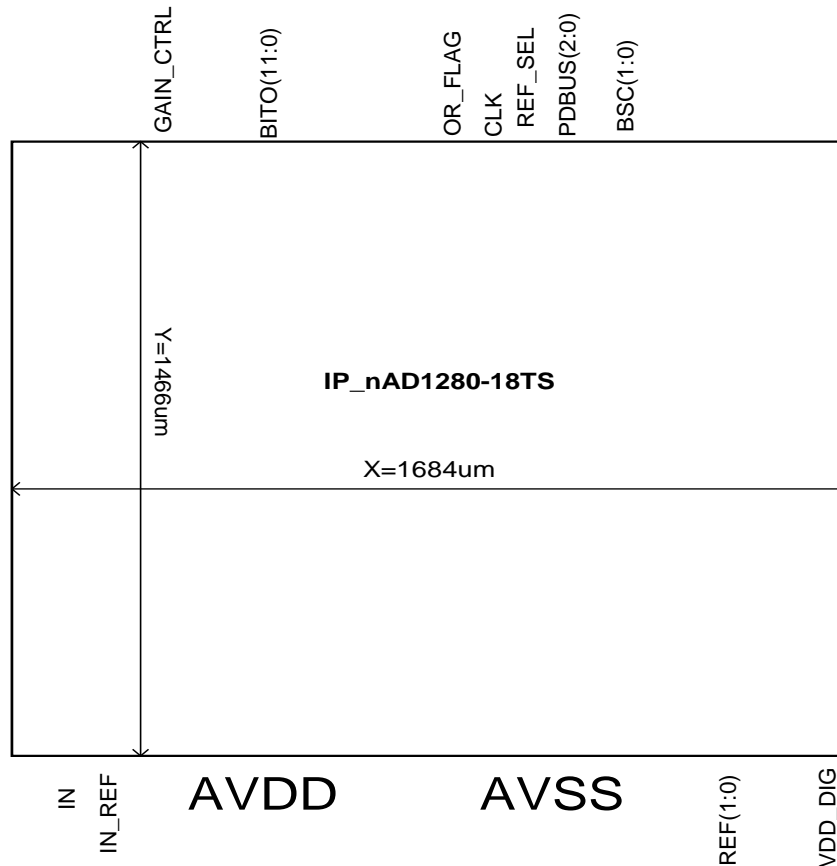 GAIN_CTRL
BITO(11:0)
OR_FLAG
CLK
REF_SEL
PDBUS(2:0)
BSC(1:0)
Y=1466um
IP_nAD1280-18TS
X=1684um
IN
IN_REF
AVDD
AVSS
REF(1:0)
VDD_DIG